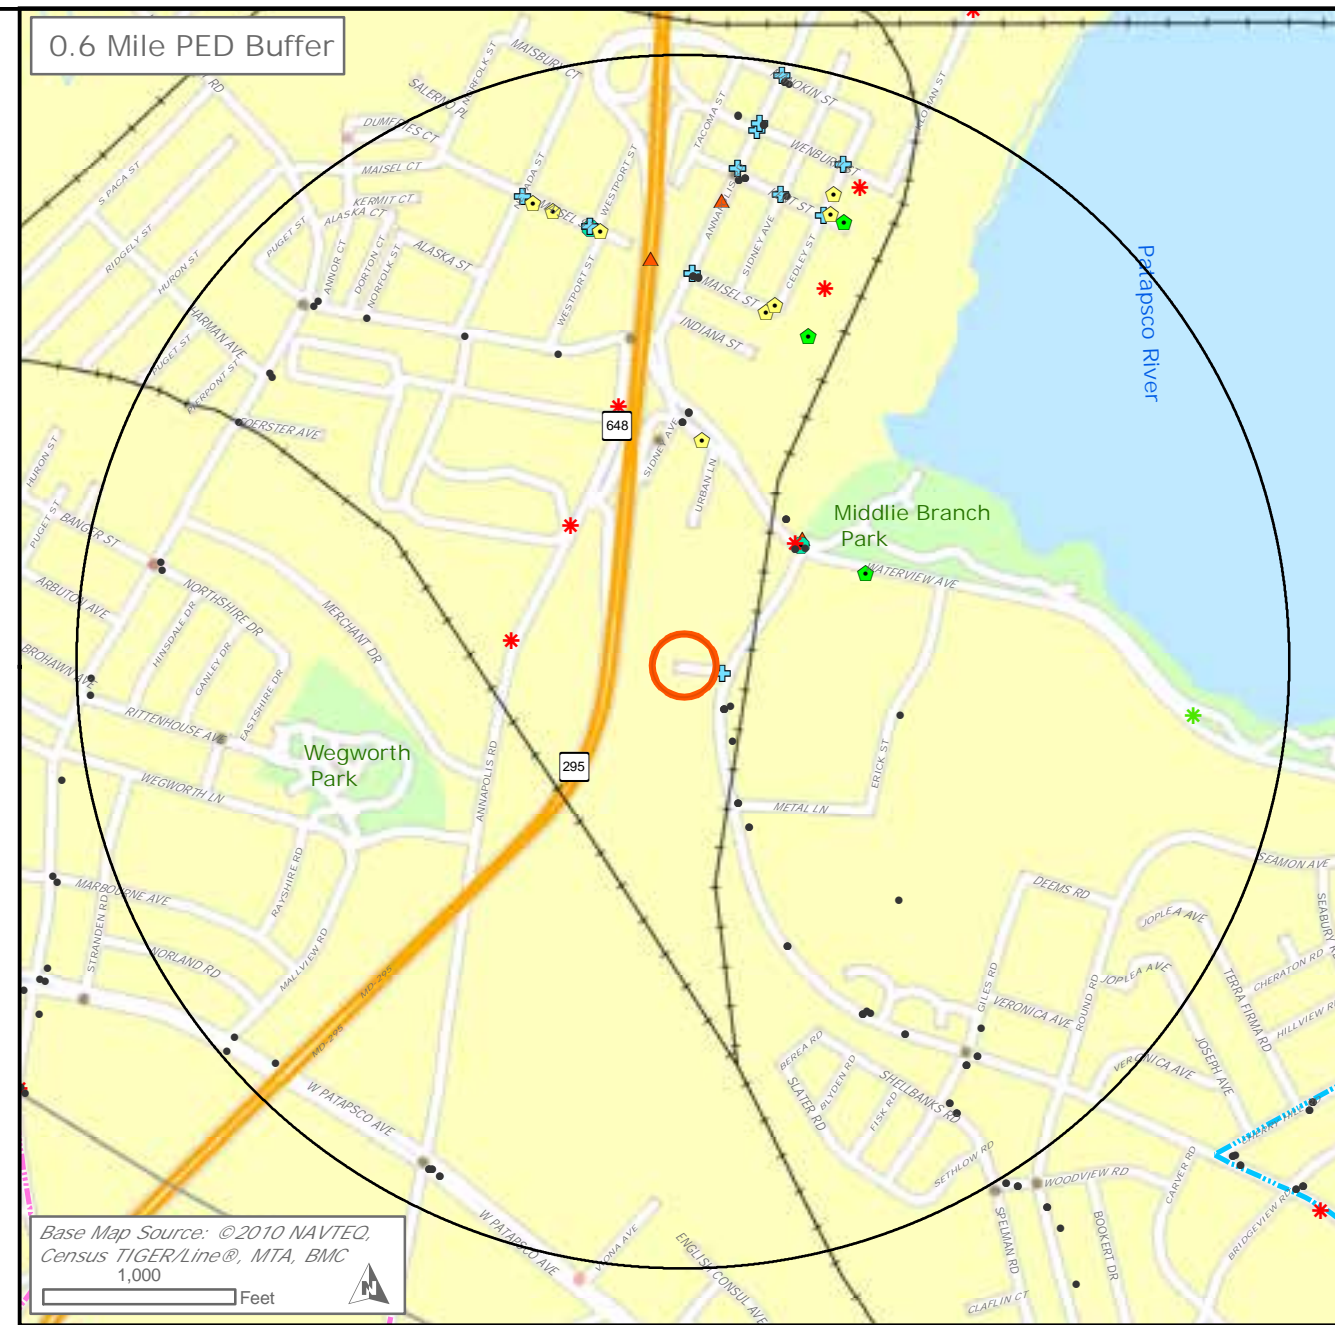 0.6 Mile PED Buffer
MAISBURY CT
NORFOLK ST
SALERNO PL
DUMFRIES CT
MAISEL CT
S PACA ST
KERMIT CT
ALASKA CT
RIDGELY ST
PUGET ST
HURON ST
ANNOR CT
DORTON CT
NORFOLK ST
ALASKA ST
WESTPORT ST
WESTPORT ST
TACOMA ST
WENBURN ST
SIDNEY AVE
CEDLEY ST
MAISEL ST
INDIANA ST
HARMAN AVE
PUGET ST
PIERPONT ST
Patapsco River
648
SIDNEY AVE
URBAN LN
HURON ST
PUGET ST
BANGER ST
Middlie Branch
Park
WATERVIEW AVE
ARBUTON AVE
NORTHSHIRE DR
HINSDALE DR
GANLEY DR
EASTSHIRE DR
MERCHANT DR
BROHAWN AVE
RITTENHOUSE AVE
Wegworth
Park
WEGWORTH LN
ANNAPOLIS RD
295
ERICK ST
METAL LN
SEAMON AVE
MARBOURNE AVE
RAYSHIRE RD
STRANDEN RD
NORLAND RD
MALLVIEW RD
MD-295
MD-295
DEEMS RD
JOPLEA AVE
JOPLEA AVE
CHERATON RD
TERRA FIRMA RD
GILES RD
VERONICA AVE
ROUND RD
JOSEPH AVE
VERONICA AVE
BEREA RD
BLYDEN RD
SLATER RD
FISK RD
SHELLBANKS RD
SETHLOW RD
WOODVIEW RD
CARVER RD
SPELMAN RD
BOOKERT DR
BRIDGEVIEW RD
CLAFLIN CT
W PATAPSCO AVE
W PATAPSCO AVE
ENGLISH CONSUL AVE
Base Map Source: ©2010 NAVTEQ,
Census TIGER/Line®, MTA, BMC
1,000
Feet
N